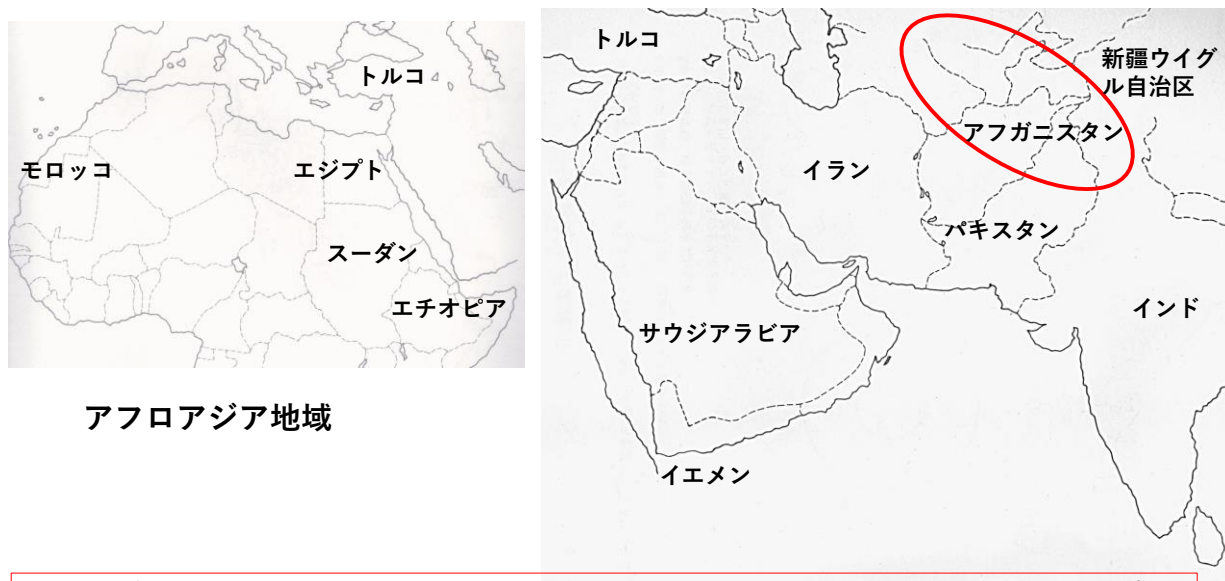 トルコ
モロッコ
エジプト
スーダン
エチオピア
アフロアジア地域
トルコ
新疆ウイグ
ル自治区
アフガニスタン
イラン
パキスタン
サウジアラビア
インド
イエメン